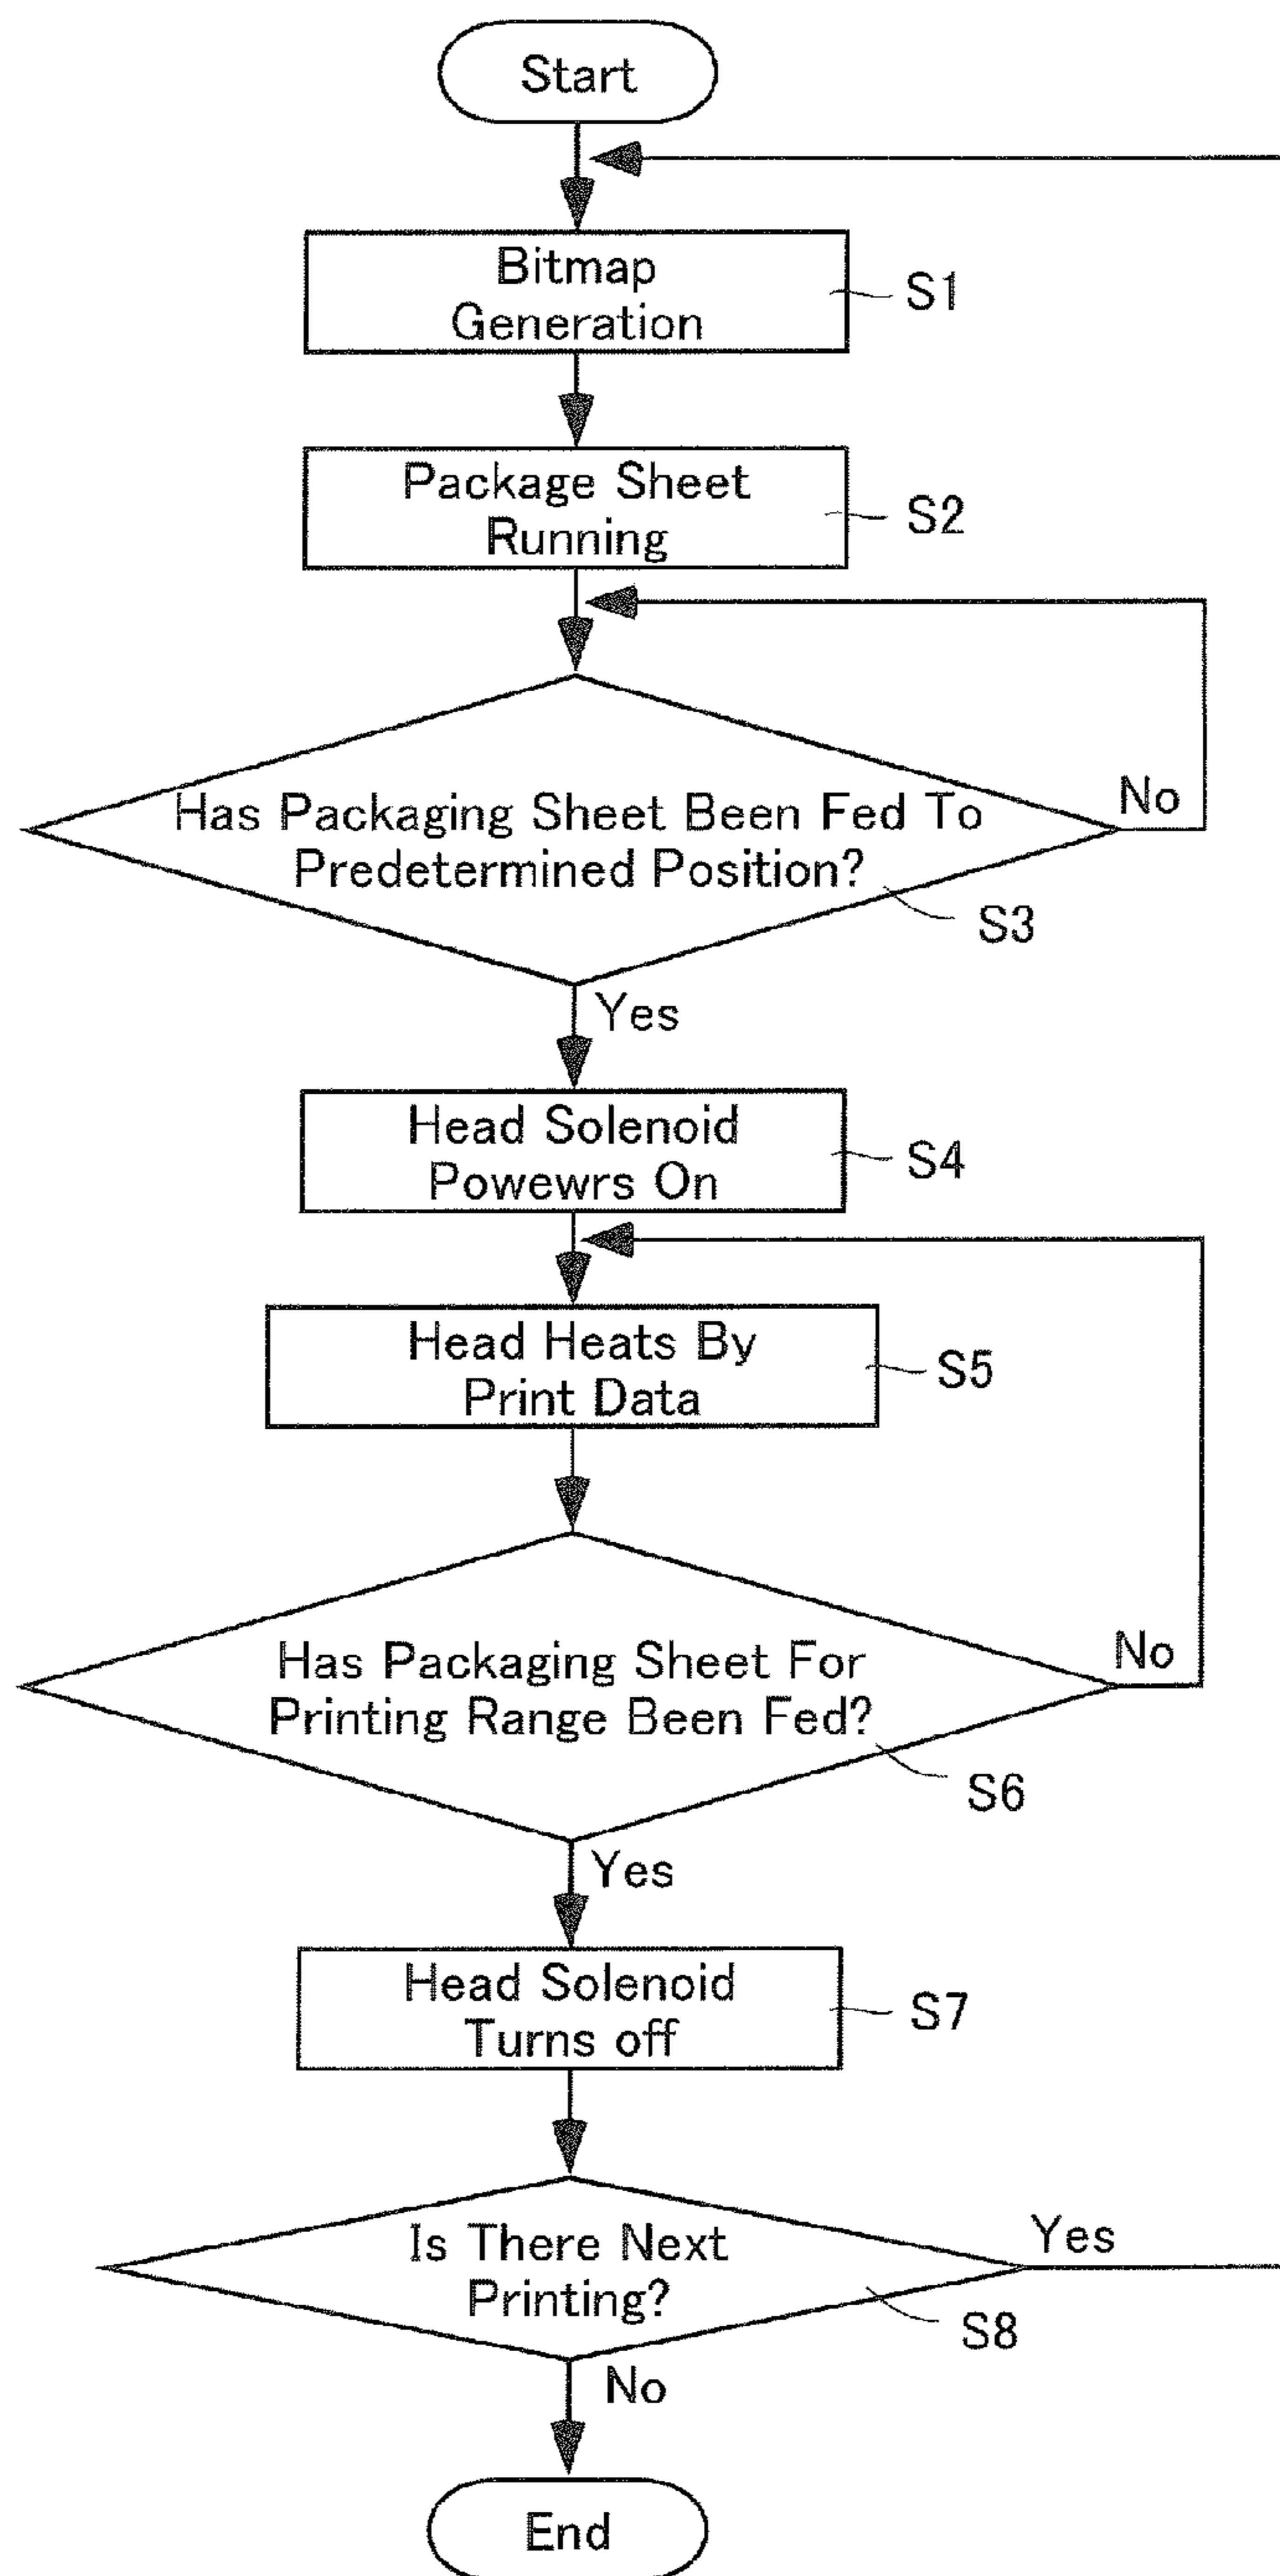 Start
Bitmap
Generation
S1
Package Sheet
Running
S2
Has Packaging Sheet Been Fed To
Predetermined Position?
No
S3
Yes
Head Solenoid
Powewrs On
S4
Head Heats By
Print Data
S5
Has Packaging Sheet For
Printing Range Been Fed?
No
S6
Yes
Head Solenoid
Turns off
S7
Is There Next
Printing?
Yes
S8
No
End